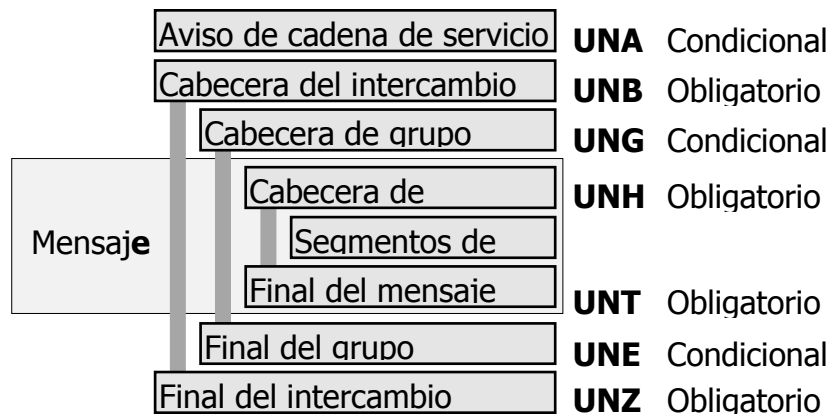 Aviso de cadena de servicio UNA Condicional
Cabecera del intercambio UNB Obligatorio
Cabecera de grupo UNG Condicional
Cabecera de UNH Obligatorio
Mensaje Segmentos de
Final del mensaje UNT Obligatorio
Final del grupo UNE Condicional
Final del intercambio UNZ Obligatorio